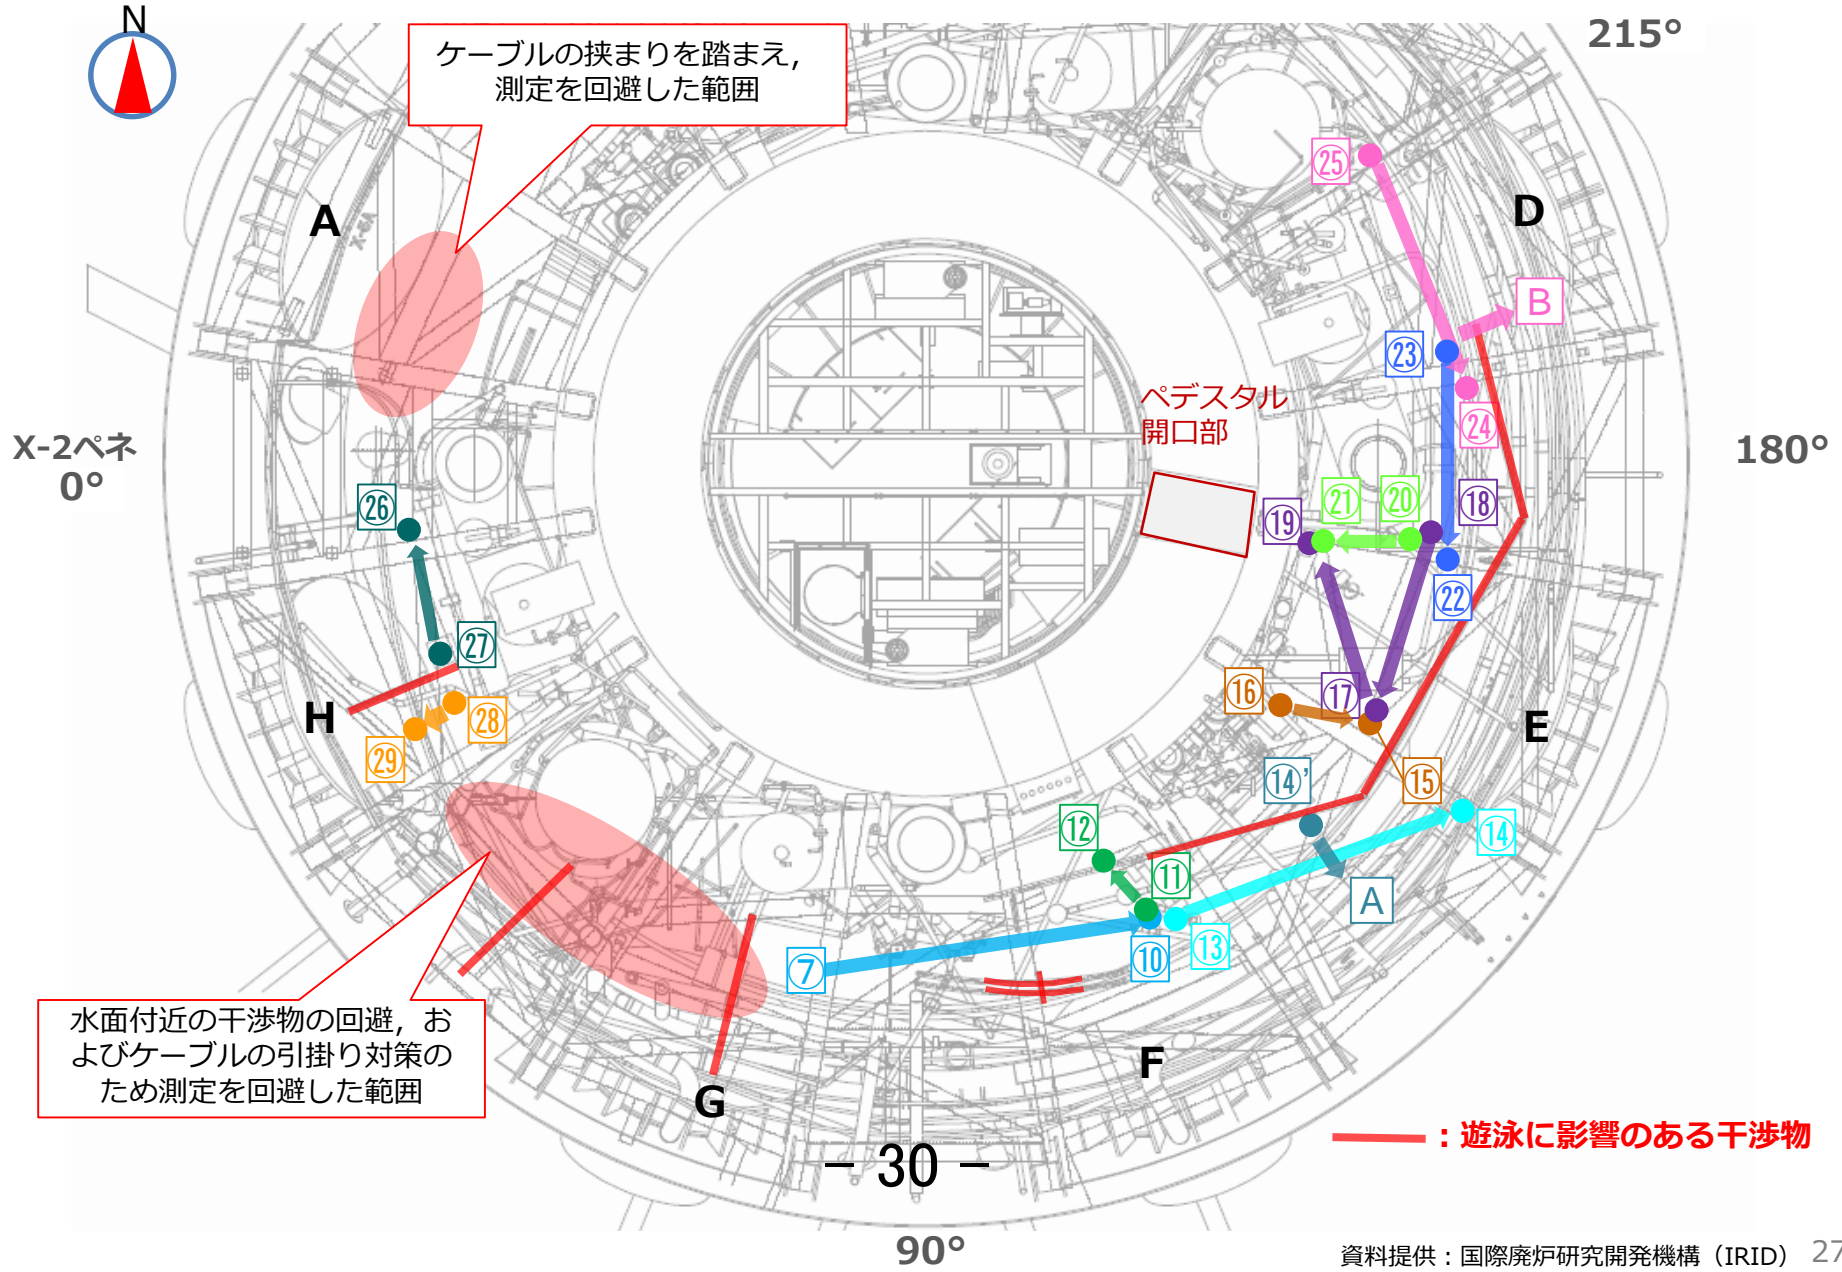 N
215°
ケーブルの挟まりを踏まえ,
測定を回避した範囲
㉕
A
X-6A
D
B
㉓
ペデスタル
開口部
㉔
X-2ペネ
0°
180°
㉖
㉑
⑳
⑱
⑲
㉒
㉗
⑯
⑰
H
㉘
E
㉙
⑭’
⑮
⑫
⑭
⑪
A
⑬
⑦
⑩
水面付近の干渉物の回避, お
よびケーブルの引掛り対策の
ため測定を回避した範囲
F
G
:遊泳に影響のある干渉物
- 30 -
90°
資料提供:国際廃炉研究開発機構(IRID)
27